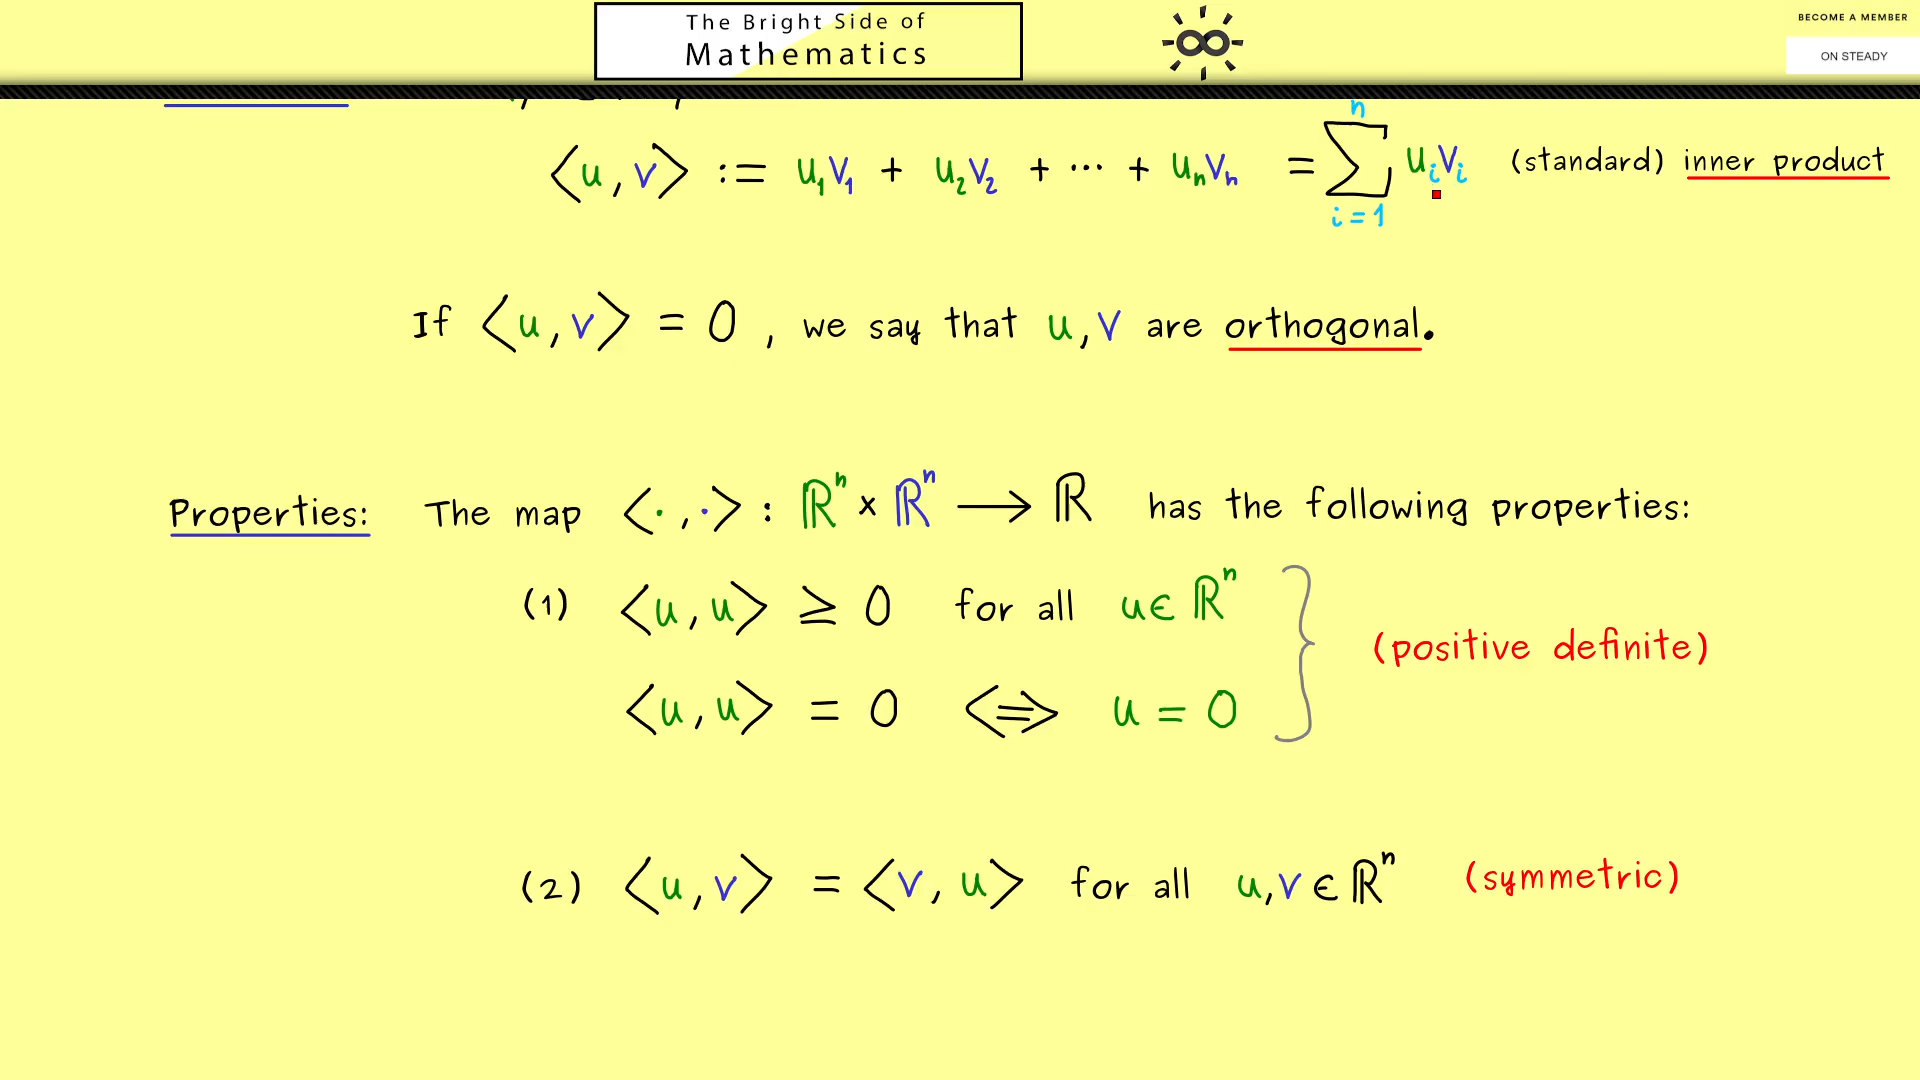 The Bright Side of
Mathematics
BECOME A MEMBER
ON STEADY
⟨u, v⟩ := u₁v₁ + u₂v₂ + ⋯ + uₙvₙ = ∑ᵢ₌₁ⁿ uᵢvᵢ (standard) inner product
If ⟨u, v⟩ = 0 , we say that u, v are orthogonal.
Properties: The map ⟨·, ·⟩ : ℝⁿ × ℝⁿ ⟶ ℝ has the following properties:
(1) ⟨u, u⟩ ≥ 0 for all u ∈ ℝⁿ
(positive definite)
⟨u, u⟩ = 0 ⟺ u = 0
(2) ⟨u, v⟩ = ⟨v, u⟩ for all u, v ∈ ℝⁿ (symmetric)